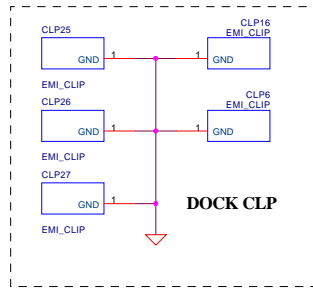 CLP25
GND 1
EMI_CLIP
CLP16
EMI_CLIP
1 GND
CLP26
GND 1
EMI_CLIP
CLP6
EMI_CLIP
1 GND
CLP27
GND 1
EMI_CLIP
DOCK CLP